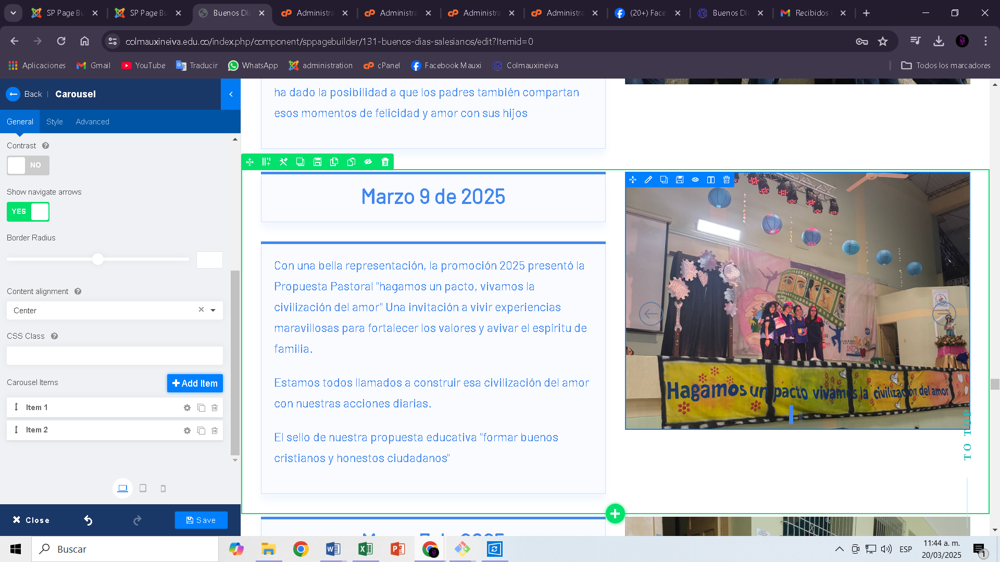 SP Page Bu
SP Page Bu
Buenos Día
Administra
Administra
Administra
Administra
(20+) Face
Buenos Día
Recibidos
colmauxineiva.edu.co/index.php/component/sppagebuilder/131-buenos-dias-salesianos/edit?Itemid=0
Aplicaciones
Gmail
YouTube
Traducir
WhatsApp
administration
cPanel
Facebook Mauxi
Colmauxineiva
Todos los marcadores
Back
Carousel
General
Style
Advanced
Contrast
NO
Show navigate arrows
YES
Border Radius
Content alignment
Center
CSS Class
Carousel Items
Add Item
Item 1
Item 2
Close
Save
ha dado la posibilidad a que los padres también compartan
esos momentos de felicidad y amor con sus hijos
Marzo 9 de 2025
Con una bella representación, la promoción 2025 presentó la
Propuesta Pastoral "hagamos un pacto, vivamos la
civilización del amor" Una invitación a vivir experiencias
maravillosas para fortalecer los valores y avivar el espíritu de
familia.
Estamos todos llamados a construir esa civilización del amor
con nuestras acciones diarias.
El sello de nuestra propuesta educativa "formar buenos
cristianos y honestos ciudadanos"
Hagamos un pacto vivamos la civilización del amor
TO TOP
Buscar
ESP
11:44 a. m.
20/03/2025
1